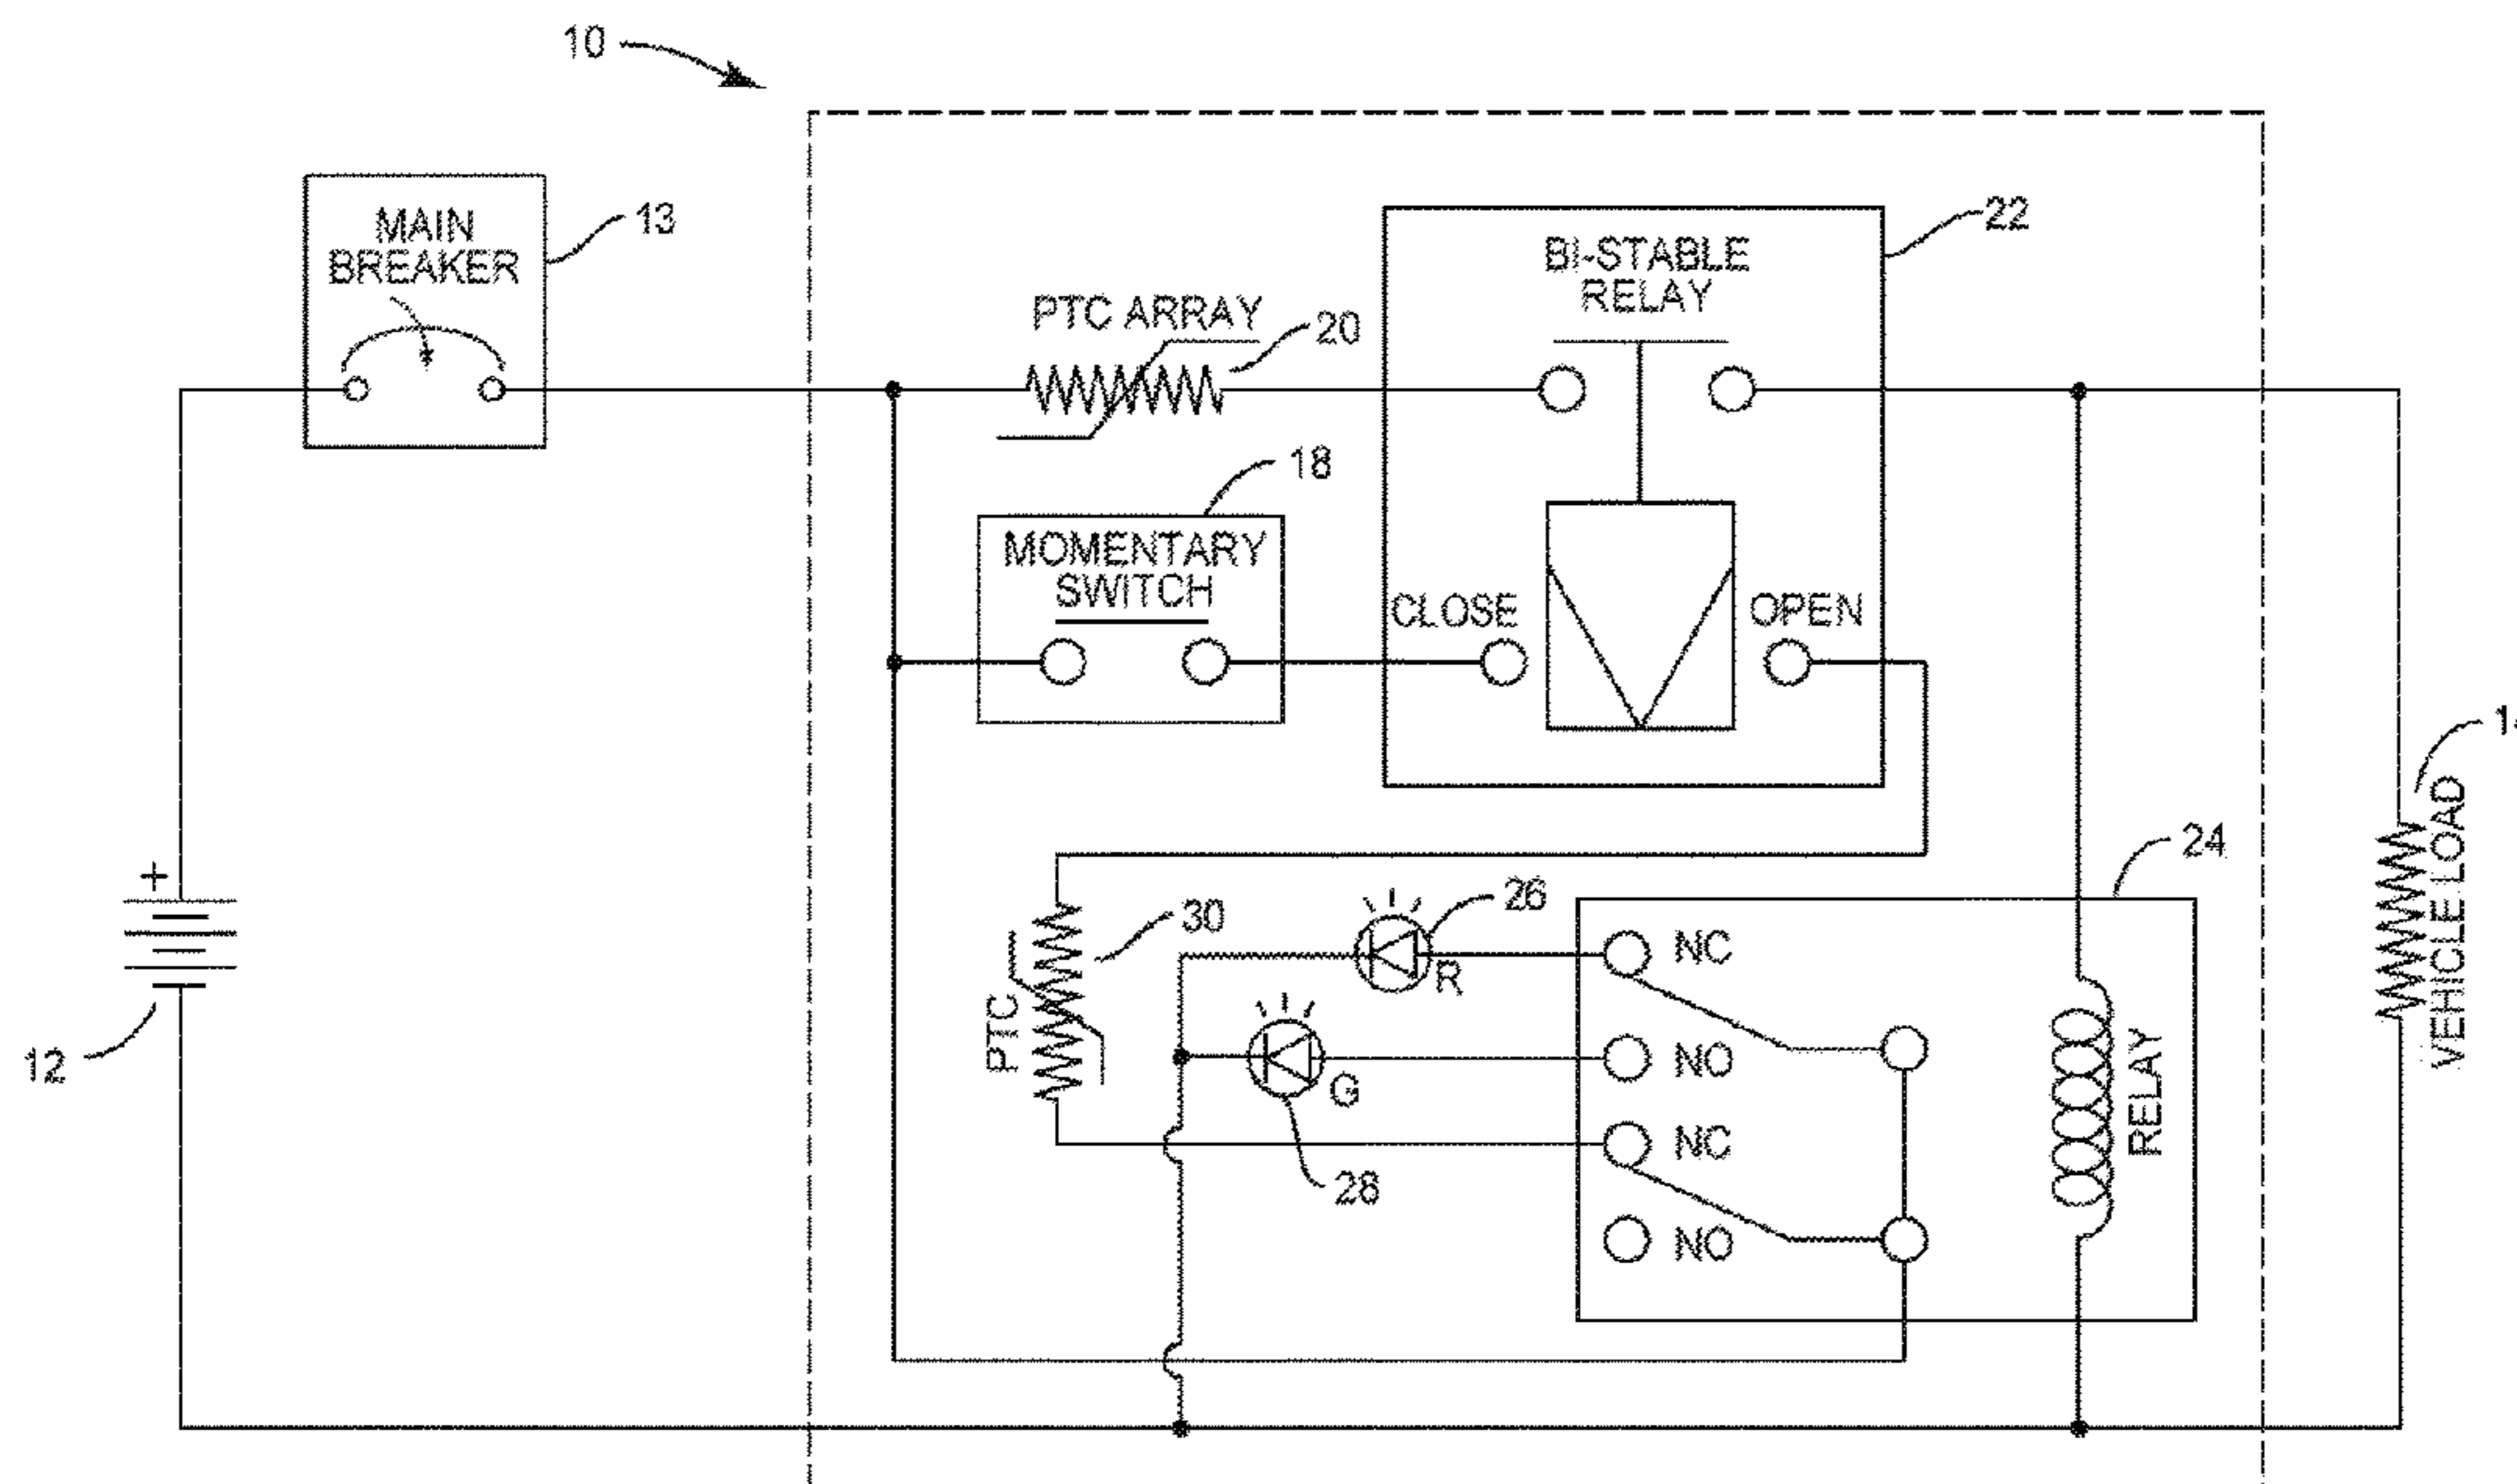 10
MAIN
BREAKER
13
BI-STABLE
RELAY
22
PTC ARRAY
20
18
MOMENTARY
SWITCH
CLOSE
OPEN
+
12
PTC
30
26
R
G
28
NC
NO
NC
NO
24
RELAY
VEHICLE LOAD